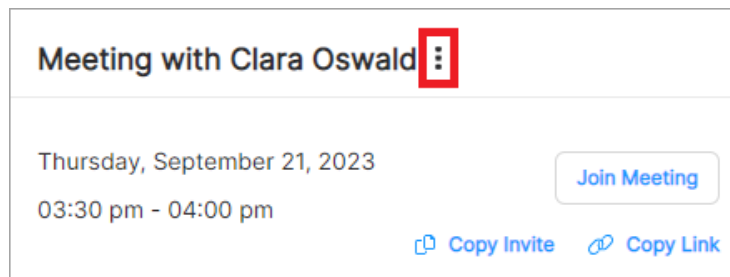 Meeting with Clara Oswald
Thursday, September 21, 2023
Join Meeting
03:30 pm - 04:00 pm
Copy Invite Copy Link